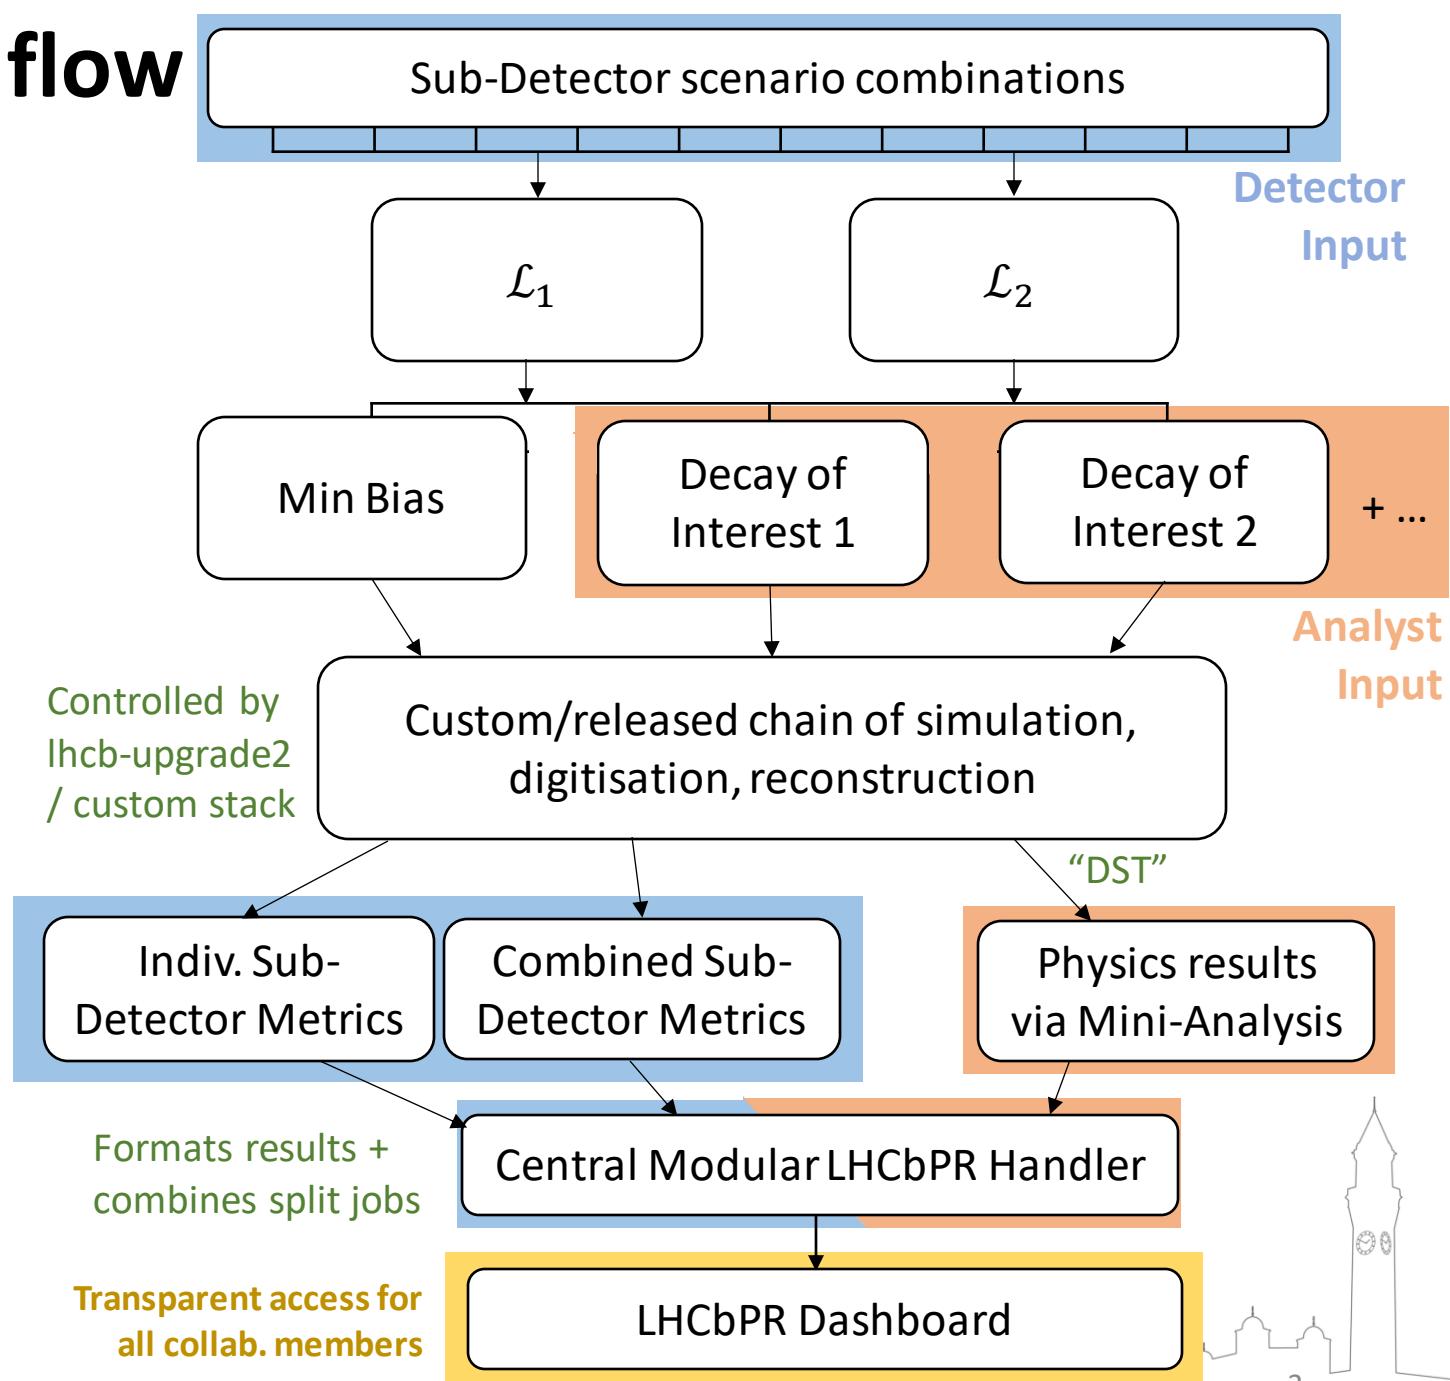 flow
Sub-Detector scenario combinations
Detector
Input
ℒ1
ℒ2
Min Bias
Decay of
Interest 1
Decay of
Interest 2
+ ...
Analyst
Input
Controlled by
lhcb-upgrade2
/ custom stack
Custom/released chain of simulation,
digitisation, reconstruction
“DST”
Indiv. Sub-
Detector Metrics
Combined Sub-
Detector Metrics
Physics results
via Mini-Analysis
Formats results +
combines split jobs
Central Modular LHCbPR Handler
Transparent access for
all collab. members
LHCbPR Dashboard